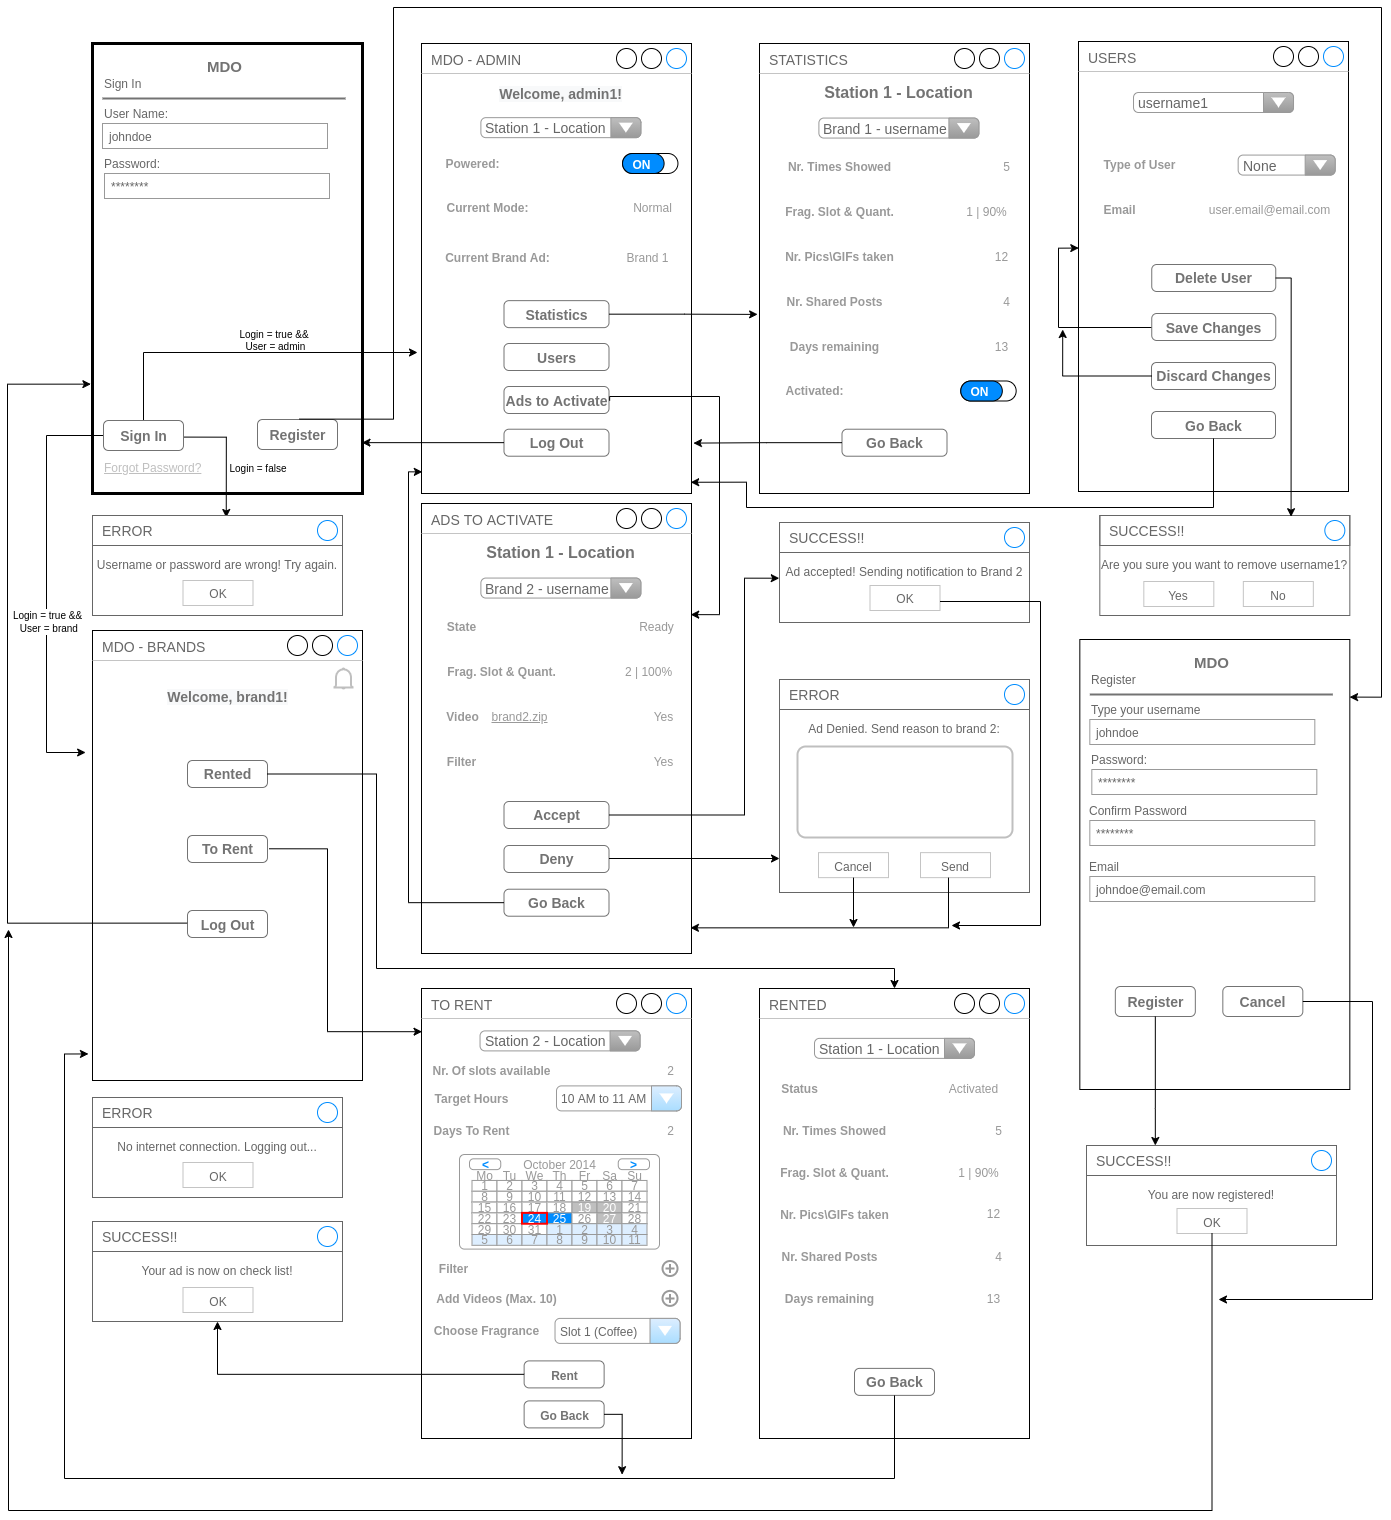 MDO
Sign In
User Name:
johndoe
Password:
********
Login = true &&
User = admin
Sign In
Register
Forgot Password?
Login = false
MDO - ADMIN
Welcome, admin1!
Station 1 - Location
Powered:
ON
Current Mode:
Normal
Current Brand Ad:
Brand 1
Statistics
Users
Ads to Activate
Log Out
STATISTICS
Station 1 - Location
Brand 1 - username
Nr. Times Showed
5
Frag. Slot & Quant.
1 | 90%
Nr. Pics\GIFs taken
12
Nr. Shared Posts
4
Days remaining
13
Activated:
ON
Go Back
USERS
username1
Type of User
None
Email
user.email@email.com
Delete User
Save Changes
Discard Changes
Go Back
ERROR
Username or password are wrong! Try again.
OK
Login = true &&
User = brand
MDO - BRANDS
Welcome, brand1!
Rented
To Rent
Log Out
ADS TO ACTIVATE
Station 1 - Location
Brand 2 - username
State
Ready
Frag. Slot & Quant.
2 | 100%
Video
brand2.zip
Yes
Filter
Yes
Accept
Deny
Go Back
SUCCESS!!
Ad accepted! Sending notification to Brand 2
OK
ERROR
Ad Denied. Send reason to brand 2:
Cancel
Send
SUCCESS!!
Are you sure you want to remove username1?
Yes
No
MDO
Register
Type your username
johndoe
Password:
********
Confirm Password
********
Email
johndoe@email.com
Register
Cancel
ERROR
No internet connection. Logging out...
OK
SUCCESS!!
Your ad is now on check list!
OK
TO RENT
Station 2 - Location
Nr. Of slots available
2
Target Hours
10 AM to 11 AM
Days To Rent
2
< October 2014 >
Mo Tu We Th Fr Sa Su
1 2 3 4 5 6 7
8 9 10 11 12 13 14
15 16 17 18 19 20 21
22 23 24 25 26 27 28
29 30 31 1 2 3 4
5 6 7 8 9 10 11
Filter
Add Videos (Max. 10)
Choose Fragrance
Slot 1 (Coffee)
Rent
Go Back
RENTED
Station 1 - Location
Status
Activated
Nr. Times Showed
5
Frag. Slot & Quant.
1 | 90%
Nr. Pics\GIFs taken
12
Nr. Shared Posts
4
Days remaining
13
Go Back
SUCCESS!!
You are now registered!
OK